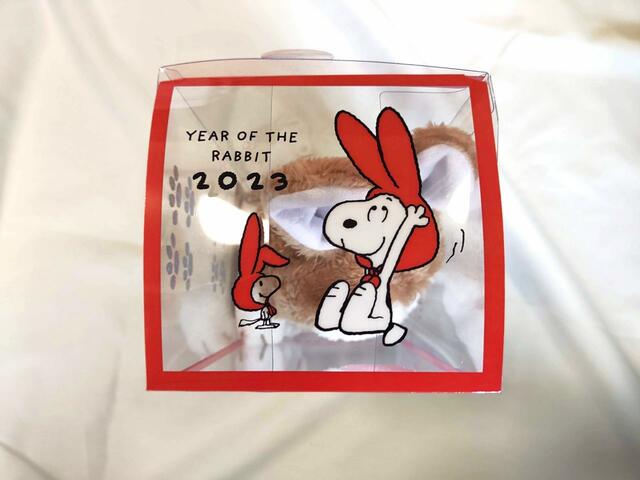 YEAR OF THE
RABBIT
2023